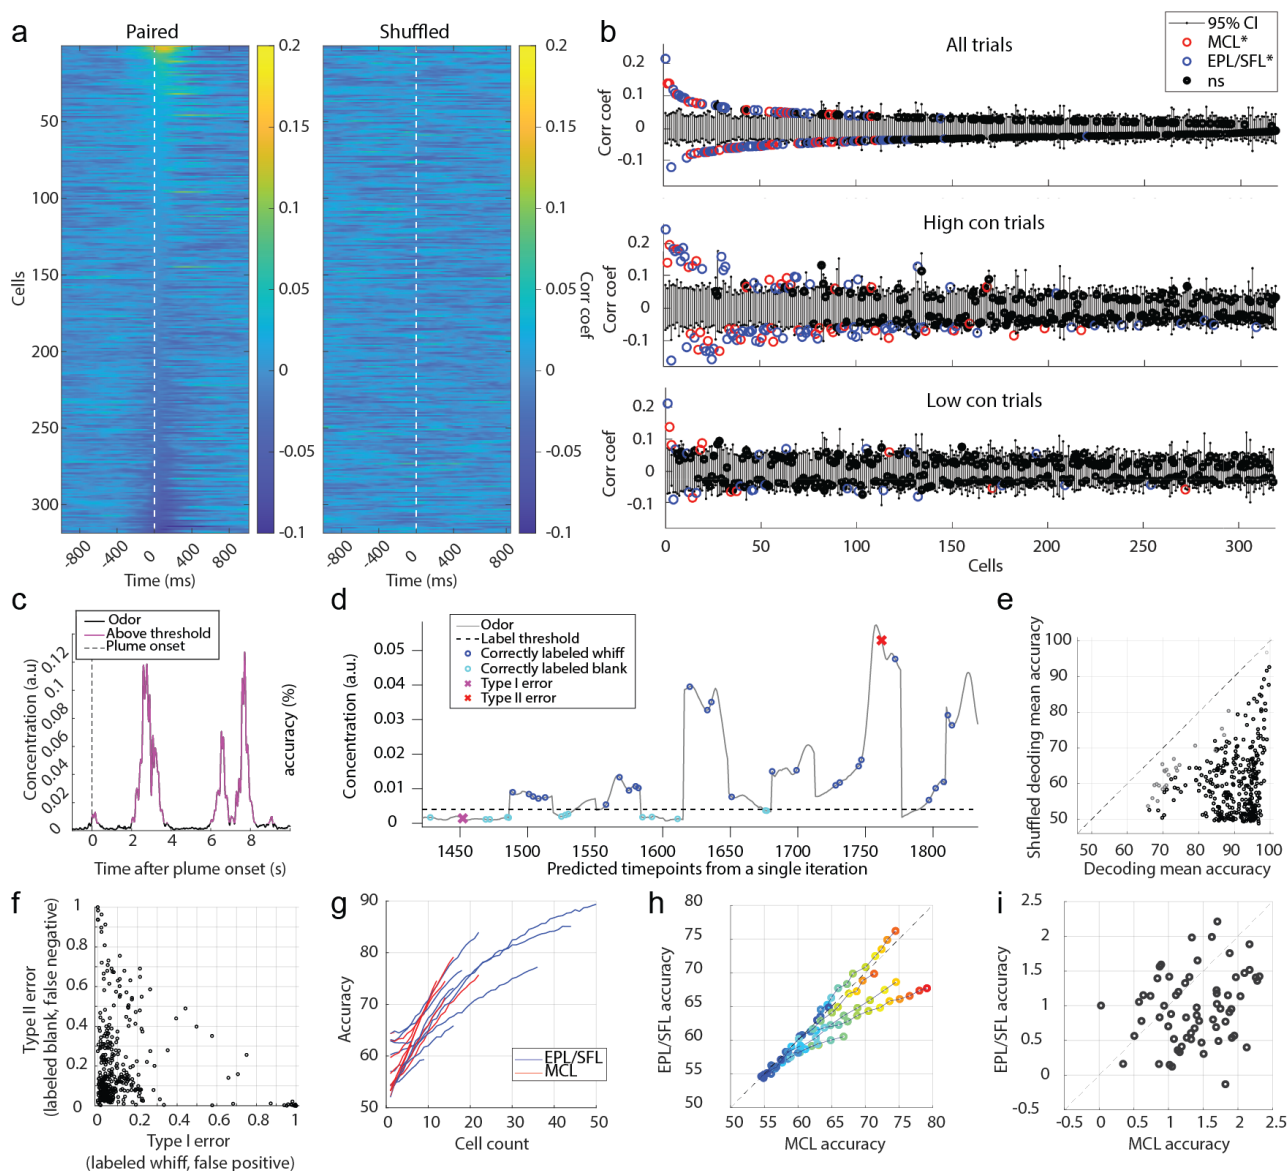 a
Paired
Shuffled
0.2
0.15
0.1
0.05
0
-0.05
-0.1
0.2
0.15
0.1
0.05
0
-0.05
-0.1
Corr coef
Cells
50
100
150
200
250
300
-800
-400
0
400
800
Time (ms)
-800
-400
0
400
800
Time (ms)
b
All trials
95% CI
MCL*
EPL/SFL*
ns
Corr coef
0.2
0.1
0
-0.1
0
50
100
150
200
250
300
High con trials
Corr coef
0.2
0.1
0
-0.1
Low con trials
Corr coef
0.2
0.1
0
-0.1
0
50
100
150
200
250
300
Cells
c
Odor
Above threshold
Plume onset
Concentration (a.u)
0.12
0.1
0.08
0.06
0.04
0.02
0
0
2
4
6
8
Time after plume onset (s)
accuracy (%)
d
Odor
Label threshold
Correctly labeled whiff
Correctly labeled blank
Type I error
Type II error
Concentration (a.u.)
0.05
0.04
0.03
0.02
0.01
0
1450
1500
1550
1600
1650
1700
1750
1800
Predicted timepoints from a single iteration
e
Shuffled deoding mean accuracy
100
90
80
70
60
50
50
60
70
80
90
100
Decoding mean accuracy
f
Type II error
(labeled blank, false negative)
1
0.8
0.6
0.4
0.2
0
0
0.2
0.4
0.6
0.8
1
Type I error
(labeled whiff, false positive)
g
Accuracy
90
80
70
60
50
0
10
20
30
40
50
EPL/SFL
MCL
Cell count
h
EPL/SFL accuracy
80
75
70
65
60
55
50
50
55
60
65
70
75
80
MCL accuracy
i
EPL/SFL accuracy
2.5
2
1.5
1
0.5
0
-0.5
-0.5
0
0.5
1
1.5
2
2.5
MCL accuracy